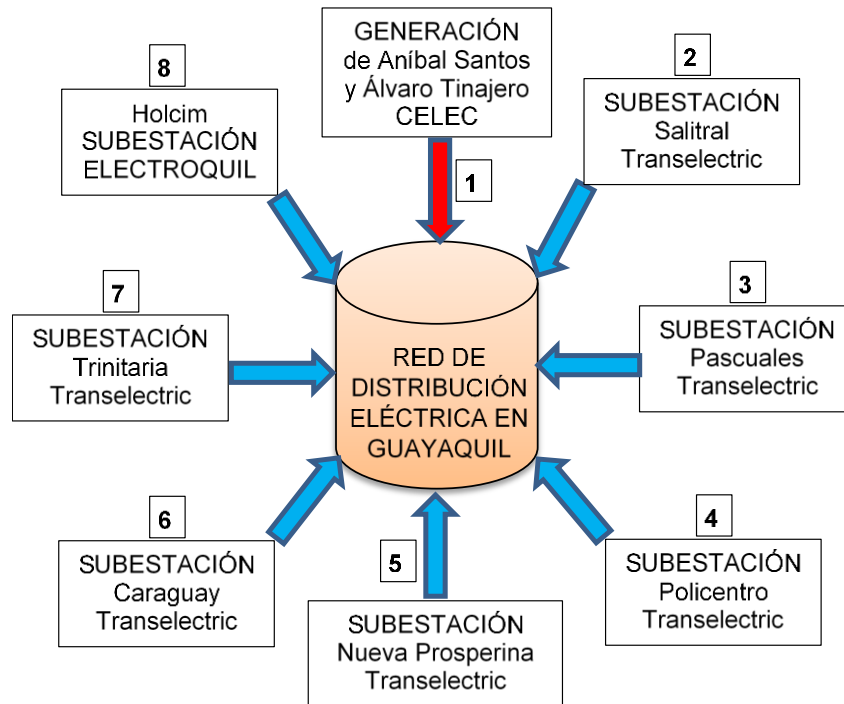 GENERACIÓN
de Aníbal Santos
y Álvaro Tinajero
CELEC
1
2
SUBESTACIÓN
Salitral
Transelectric
3
SUBESTACIÓN
Pascuales
Transelectric
4
SUBESTACIÓN
Policentro
Transelectric
5
SUBESTACIÓN
Nueva Prosperina
Transelectric
6
SUBESTACIÓN
Caraguay
Transelectric
7
SUBESTACIÓN
Trinitaria
Transelectric
8
Holcim
SUBESTACIÓN
ELECTROQUIL
RED DE
DISTRIBUCIÓN
ELÉCTRICA EN
GUAYAQUIL